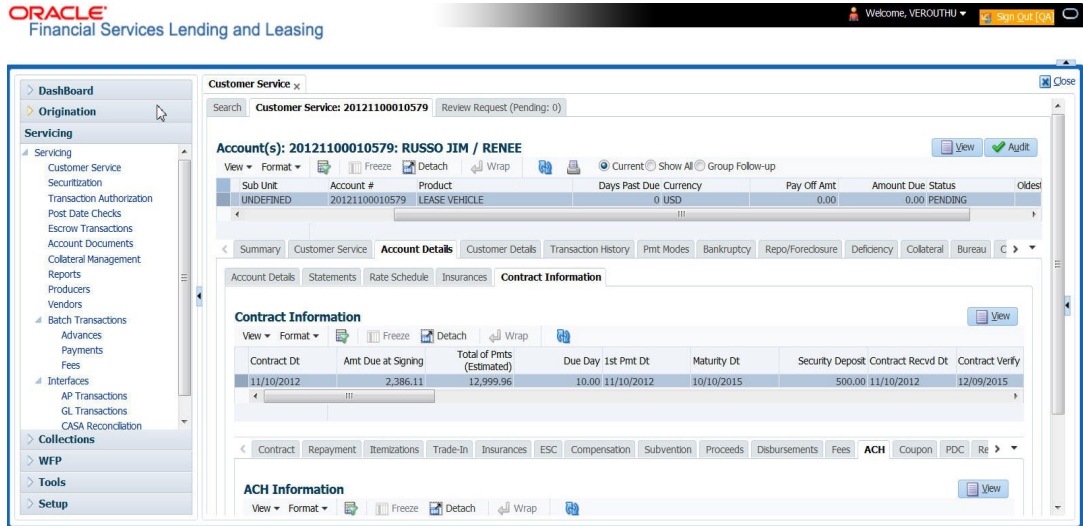 ORACLE'
Financial Services Lending and Leasing
Welcome, VEROUTHU
Sign Out [QA]
DashBoard
Origination
Servicing
Servicing
Customer Service
Securitization
Transaction Authorization
Post Date Checks
Escrow Transactions
Account Documents
Collateral Management
Reports
Producers
Vendors
Batch Transactions
Advances
Payments
Fees
Interfaces
AP Transactions
GL Transactions
CASA Reconciliation
Collections
WFP
Tools
Setup
Customer Service x
Close
Search Customer Service: 20121100010579 Review Request (Pending: 0)
Account(s): 20121100010579: RUSSO JIM / RENEE
View Audit
View Format Freeze Detach Wrap Current Show All Group Follow-up
Sub Unit Account # Product Days Past Due Currency Pay Off Amt Amount Due Status Oldest
UNDEFINED 20121100010579 LEASE VEHICLE 0 USD 0.00 0.00 PENDING
Summary Customer Service Account Details Customer Details Transaction History Pmt Modes Bankruptcy Repo/Foreclosure Deficiency Collateral Bureau C
Account Details Statements Rate Schedule Insurances Contract Information
Contract Information
View
View Format Freeze Detach Wrap
Contract Dt Amt Due at Signing Total of Pmts (Estimated) Due Day 1st Pmt Dt Maturity Dt Security Deposit Contract Recvd Dt Contract Verify
11/10/2012 2,386.11 12,999.96 10.00 11/10/2012 10/10/2015 500.00 11/10/2012 12/09/2015
Contract Repayment Itemizations Trade-In Insurances ESC Compensation Subvention Proceeds Disbursements Fees ACH Coupon PDC Re
ACH Information
View
View Format Freeze Detach Wrap